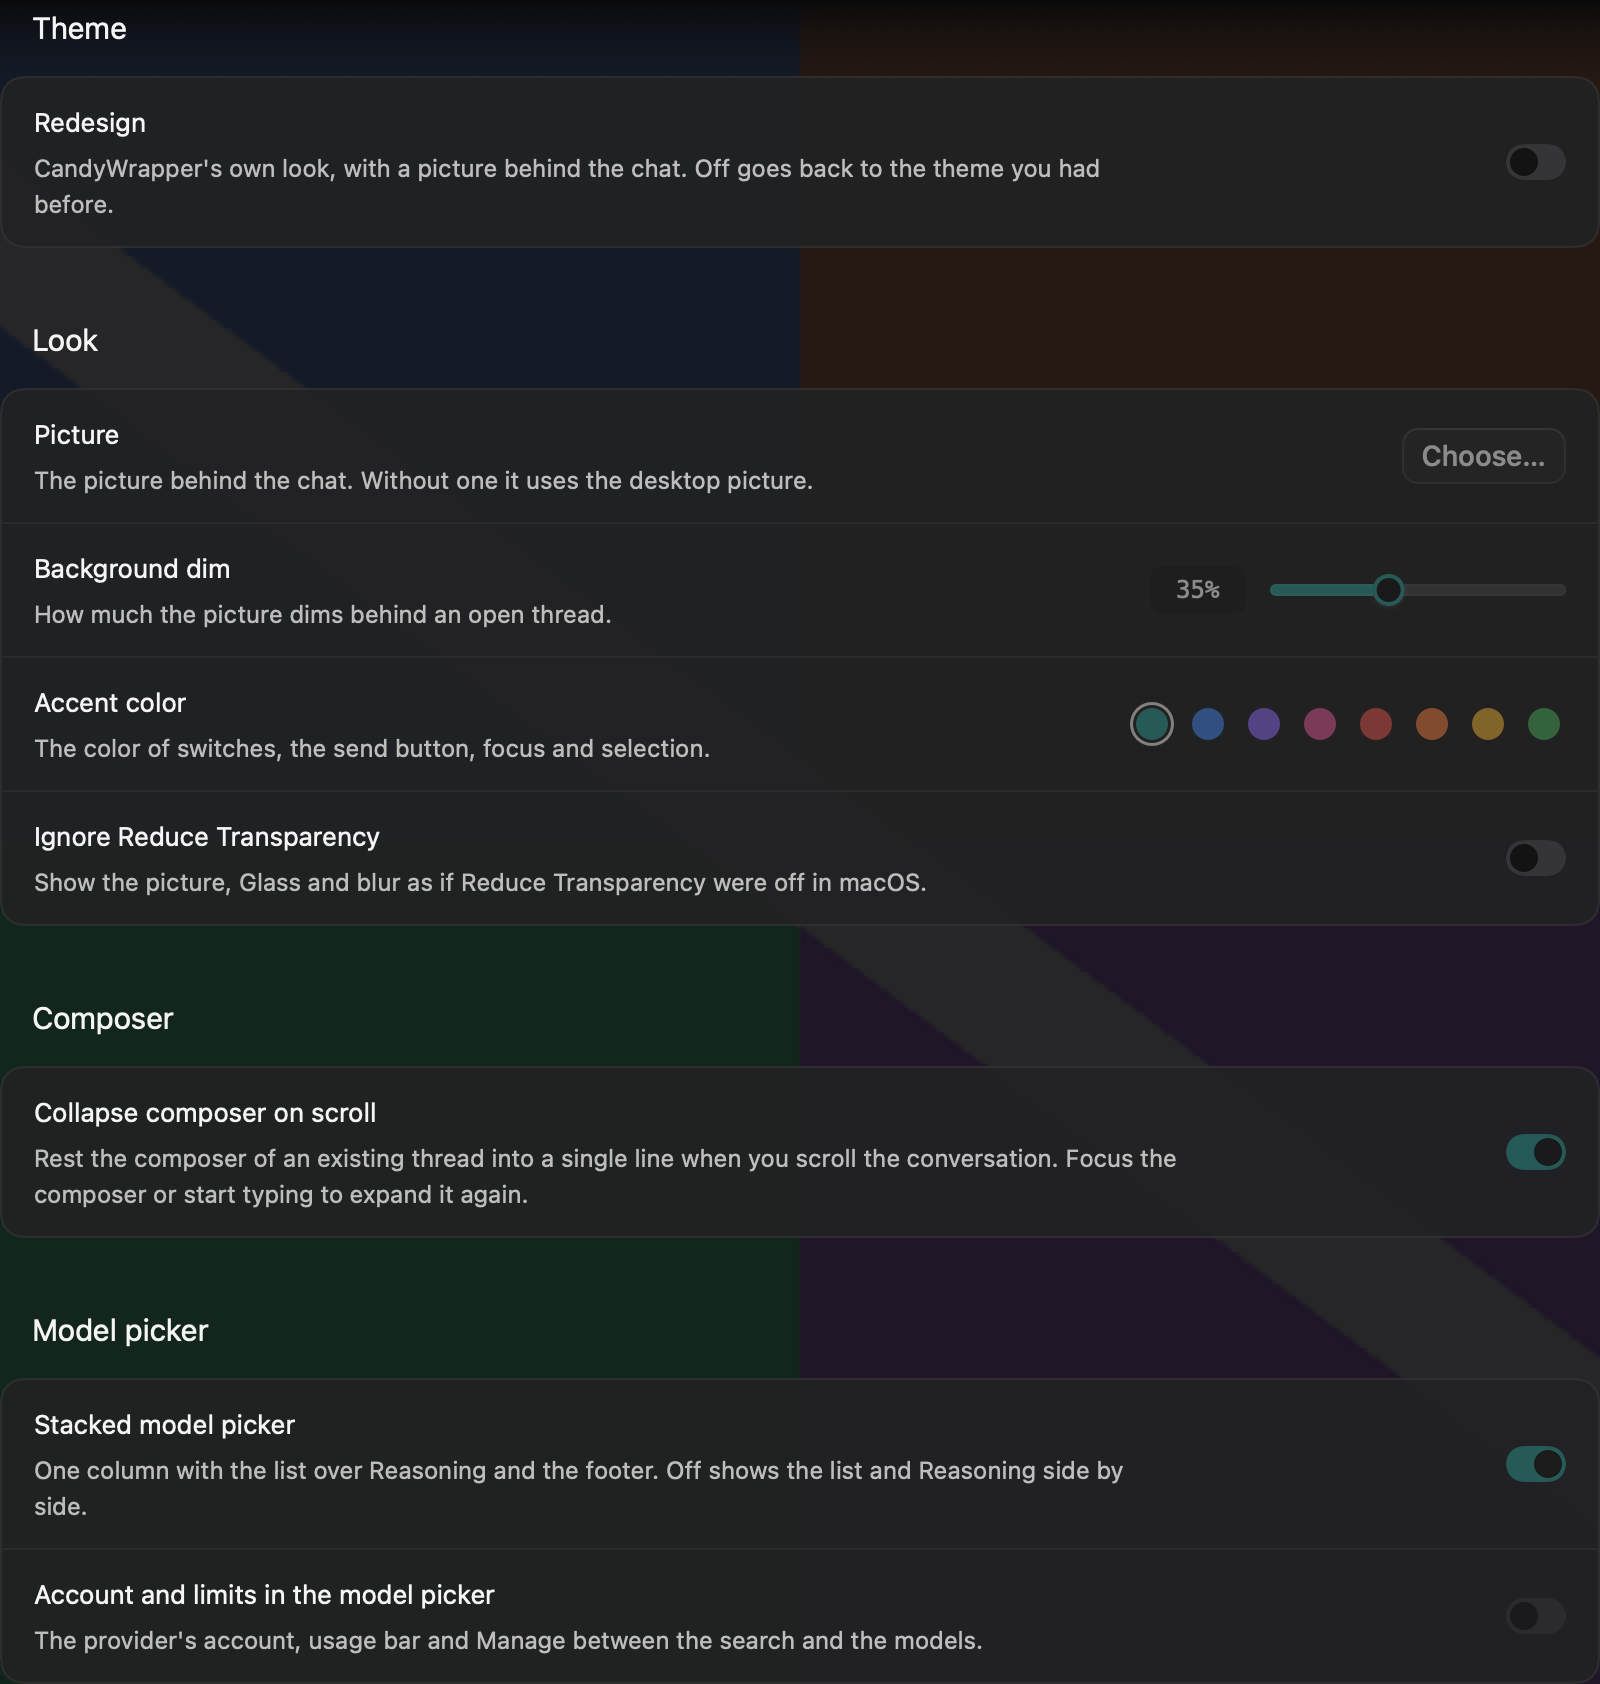 Theme
Redesign
CandyWrapper's own look, with a picture behind the chat. Off goes back to the theme you had
before.
Look
Picture
The picture behind the chat. Without one it uses the desktop picture.
Choose...
Background dim
How much the picture dims behind an open thread.
35%
Accent color
The color of switches, the send button, focus and selection.
Ignore Reduce Transparency
Show the picture, Glass and blur as if Reduce Transparency were off in macOS.
Composer
Collapse composer on scroll
Rest the composer of an existing thread into a single line when you scroll the conversation. Focus the
composer or start typing to expand it again.
Model picker
Stacked model picker
One column with the list over Reasoning and the footer. Off shows the list and Reasoning side by
side.
Account and limits in the model picker
The provider's account, usage bar and Manage between the search and the models.